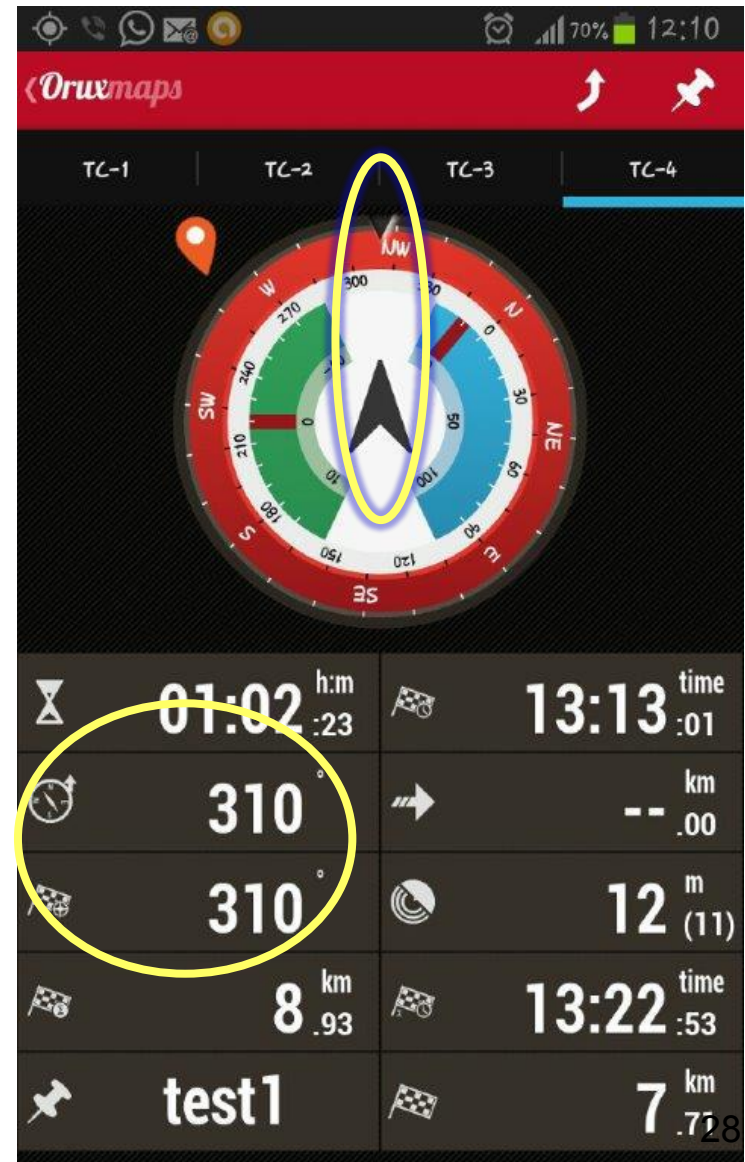 70% 12:10
Oruxmaps
TC-1 TC-2 TC-3 TC-4
NW
300 330
W N
270 0
240 30
SW NE
0 50
210 60
10 100
180 90
S E
150 120
SE
01:02 :23 h:m
13:13 :01 time
310 °
-- .00 km
310 °
12 (11) m
8 .93 km
13:22 :53 time
test1
7 km
28